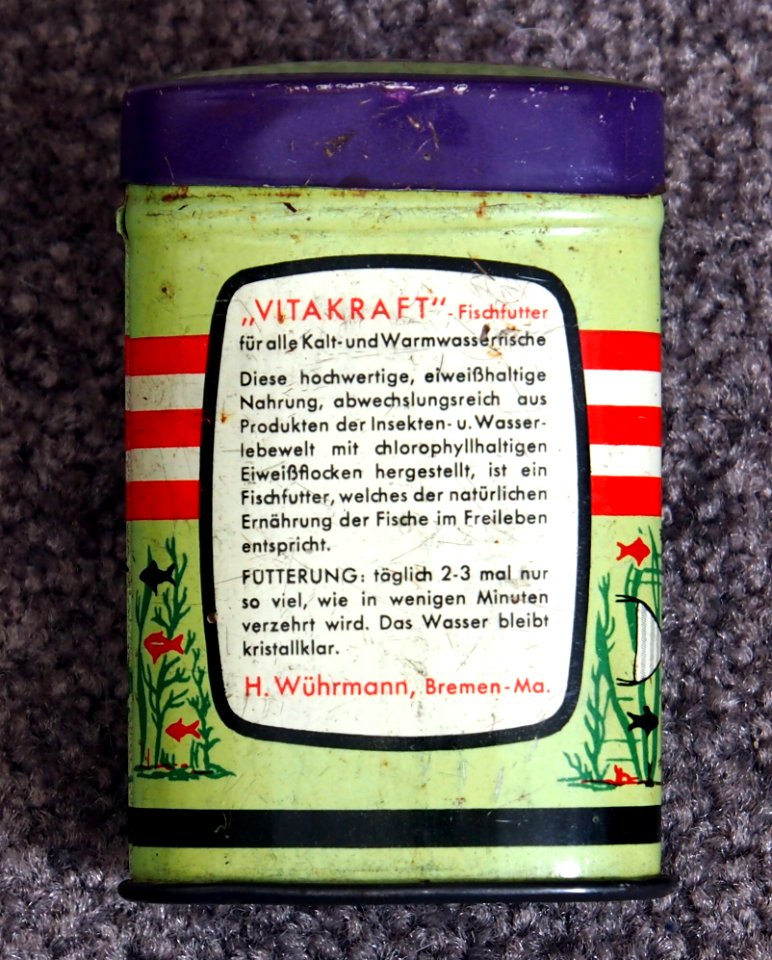 „VITAKRAFT“ - Fischfutter
für alle Kalt- und Warmwasserfische
Diese hochwertige, eiweißhaltige
Nahrung, abwechslungsreich aus
Produkten der Insekten- u. Wasser-
lebewelt mit chlorophyllhaltigen
Eiweißflocken hergestellt, ist ein
Fischfutter, welches der natürlichen
Ernährung der Fische im Freileben
entspricht.
FÜTTERUNG: täglich 2-3 mal nur
so viel, wie in wenigen Minuten
verzehrt wird. Das Wasser bleibt
kristallklar.
H. Wührmann, Bremen-Ma.